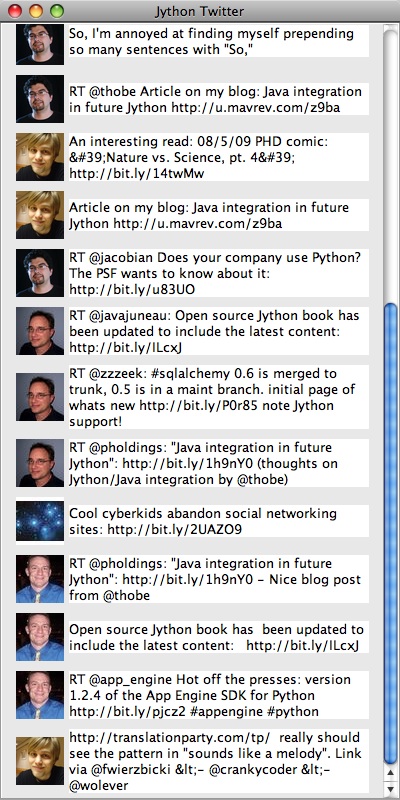 Jython Twitter
So, I'm annoyed at finding myself prepending
so many sentences with "So,"
RT @thobe Article on my blog: Java integration
in future Jython http://u.mavrev.com/z9ba
An interesting read: 08/5/09 PHD comic:
&#39;Nature vs. Science, pt. 4&#39;
http://bit.ly/14twMw
Article on my blog: Java integration in future
Jython http://u.mavrev.com/z9ba
RT @jacobian Does your company use Python?
The PSF wants to know about it:
http://bit.ly/u83UO
RT @javajuneau: Open source Jython book has
been updated to include the latest content:
http://bit.ly/lLcxJ
RT @zzzeek: #sqlalchemy 0.6 is merged to
trunk, 0.5 is in a maint branch. initial page of
whats new http://bit.ly/P0r85 note Jython
support!
RT @pholdings: "Java integration in future
Jython": http://bit.ly/1h9nY0 (thoughts on
Jython/Java integration by @thobe)
Cool cyberkids abandon social networking
sites: http://bit.ly/2UAZO9
RT @pholdings: "Java integration in future
Jython": http://bit.ly/1h9nY0 - Nice blog post
from @thobe
Open source Jython book has  been updated to
include the latest content:   http://bit.ly/lLcxJ
RT @app_engine Hot off the presses: version
1.2.4 of the App Engine SDK for Python
http://bit.ly/pjcz2 #appengine #python
http://translationparty.com/tp/  really should
see the pattern in "sounds like a melody". Link
via @fwierzbicki &lt;- @crankycoder &lt;-
@wolever